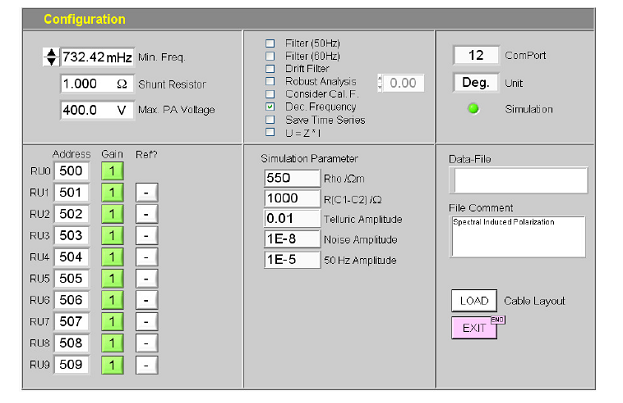 Configuration
732.42 mHz Min. Freq.
1.000 Ω Shunt Resistor
400.0 V Max. PA Voltage
Filter (50Hz)
Filter (60Hz)
Drift Filter
Robust Analysis 0.00
Consider Cal. F.
Dec. Frequency
Save Time Series
U = Z * I
12 ComPort
Deg. Unit
Simulation
Address Gain Ref?
RU0 500 1
RU1 501 1 -
RU2 502 1 -
RU3 503 1 -
RU4 504 1 -
RU5 505 1 -
RU6 506 1 -
RU7 507 1 -
RU8 508 1 -
RU9 509 1 -
Simulation Parameter
550 Rho /Ωm
1000 R(C1-C2) /Ω
0.01 Telluric Amplitude
1E-8 Noise Amplitude
1E-5 50 Hz Amplitude
Data-File
File Comment
Spectral Induced Polarization
LOAD Cable Layout
EXIT END